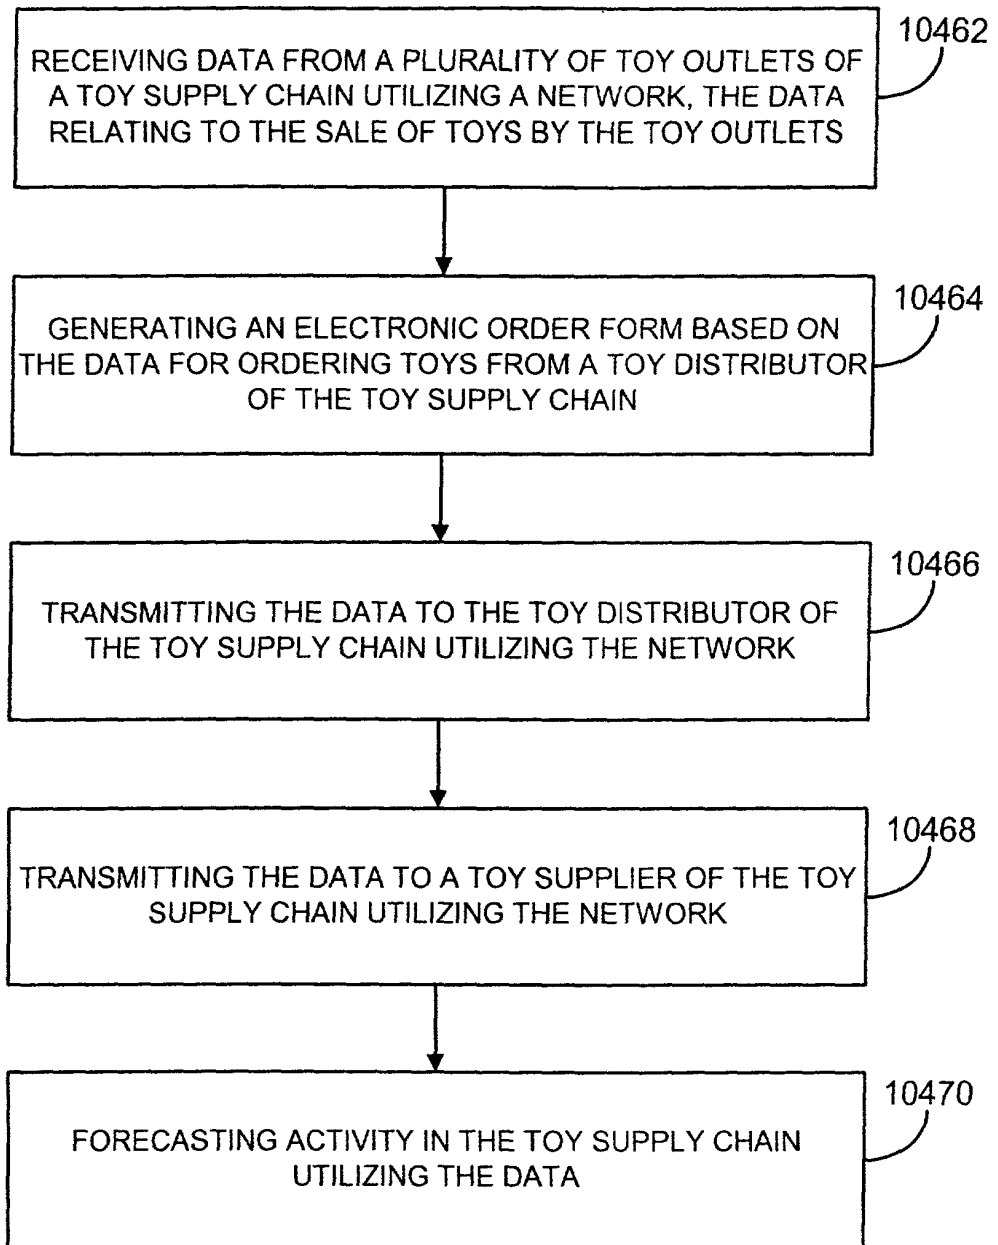 10462
RECEIVING DATA FROM A PLURALITY OF TOY OUTLETS OF
A TOY SUPPLY CHAIN UTILIZING A NETWORK, THE DATA
RELATING TO THE SALE OF TOYS BY THE TOY OUTLETS
10464
GENERATING AN ELECTRONIC ORDER FORM BASED ON
THE DATA FOR ORDERING TOYS FROM A TOY DISTRIBUTOR
OF THE TOY SUPPLY CHAIN
10466
TRANSMITTING THE DATA TO THE TOY DISTRIBUTOR OF
THE TOY SUPPLY CHAIN UTILIZING THE NETWORK
10468
TRANSMITTING THE DATA TO A TOY SUPPLIER OF THE TOY
SUPPLY CHAIN UTILIZING THE NETWORK
10470
FORECASTING ACTIVITY IN THE TOY SUPPLY CHAIN
UTILIZING THE DATA